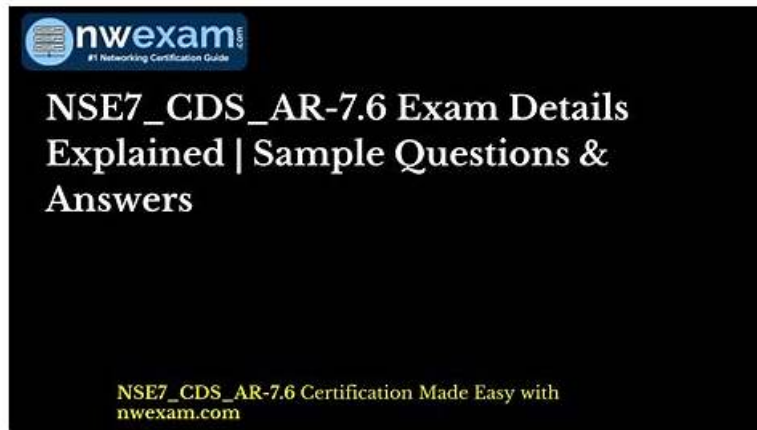 nwexam.com
#1 Networking Certification Guide
NSE7_CDS_AR-7.6 Exam Details
Explained | Sample Questions &
Answers
NSE7_CDS_AR-7.6 Certification Made Easy with
nwexam.com